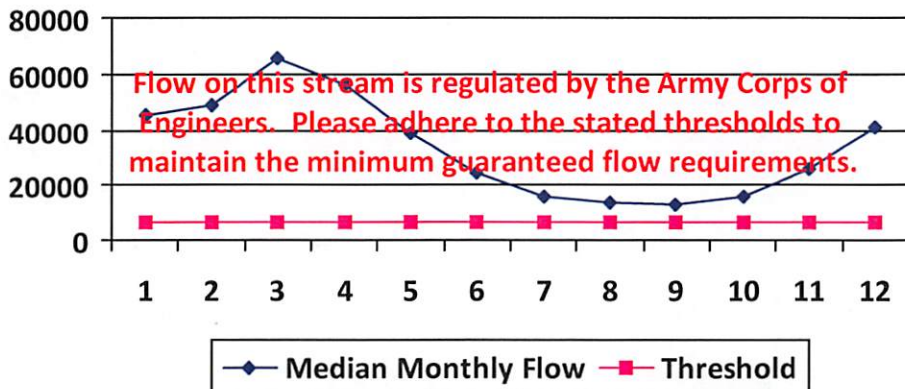 80000
60000
40000
20000
0
Flow on this stream is regulated by the Army Corps of
Engineers. Please adhere to the stated thresholds to
maintain the minimum guaranteed flow requirements.
1 2 3 4 5 6 7 8 9 10 11 12
Median Monthly Flow Threshold